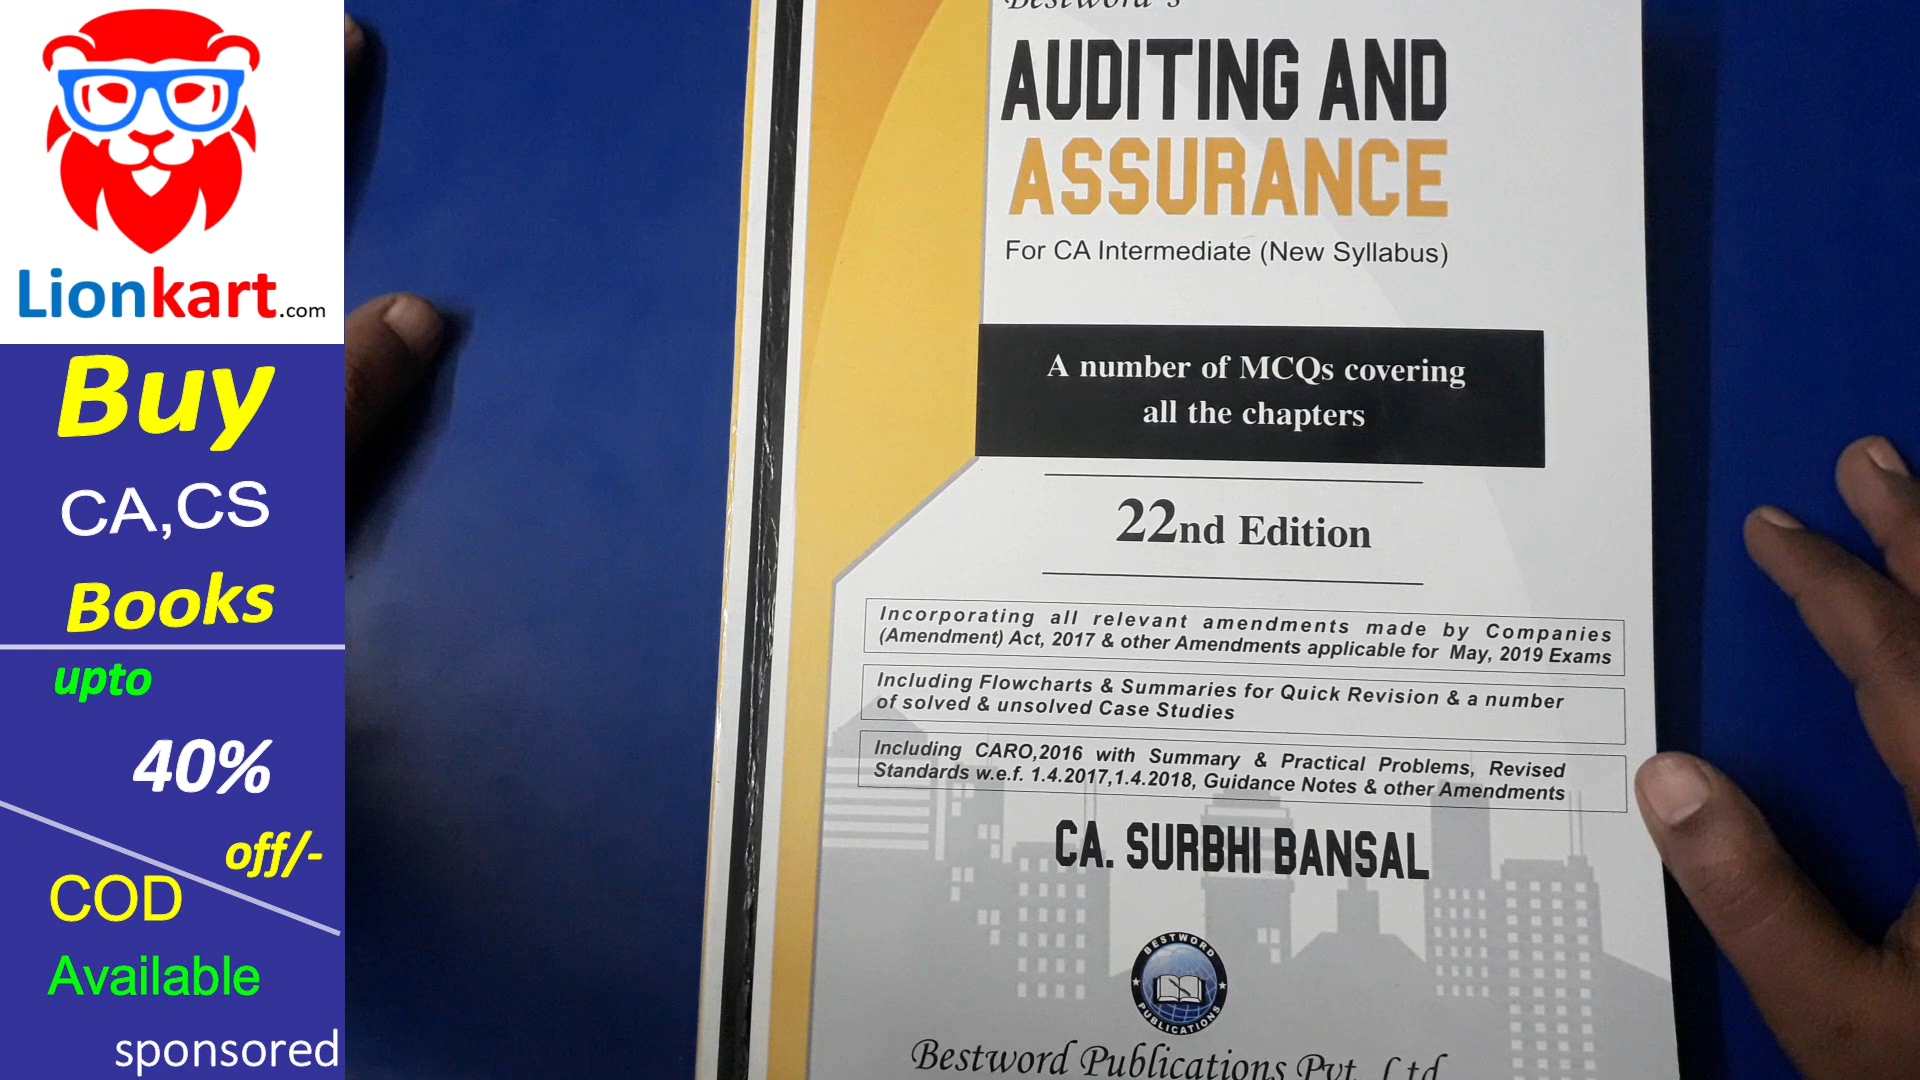 Lionkart.com
Buy
CA,CS
Books
upto
40%
off/-
COD
Available
sponsored
Bestword's
AUDITING AND
ASSURANCE
For CA Intermediate (New Syllabus)
A number of MCQs covering
all the chapters
22nd Edition
Incorporating all relevant amendments made by Companies
(Amendment) Act, 2017 & other Amendments applicable for May, 2019 Exams
Including Flowcharts & Summaries for Quick Revision & a number
of solved & unsolved Case Studies
Including CARO,2016 with Summary & Practical Problems, Revised
Standards w.e.f. 1.4.2017,1.4.2018, Guidance Notes & other Amendments
CA. SURBHI BANSAL
BESTWORD
PUBLICATIONS
Bestword Publications Pvt. Ltd